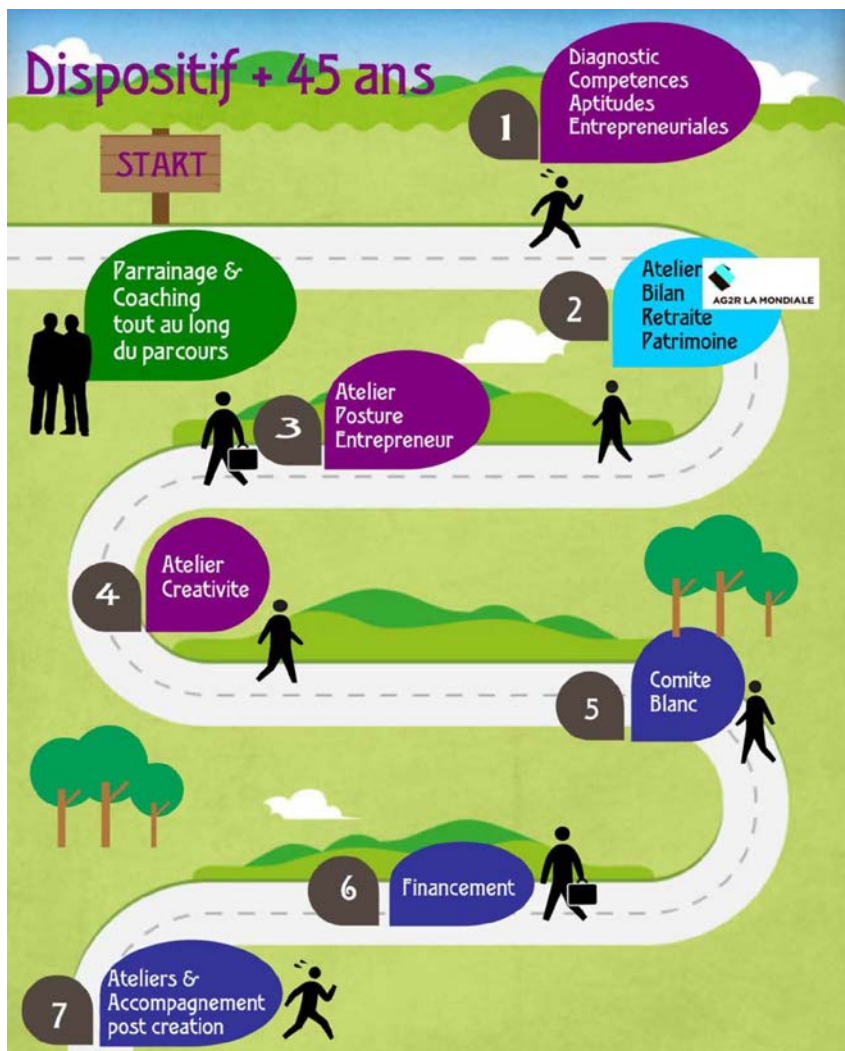 Dispositif + 45 ans
1
Diagnostic
Competences
Aptitudes
Entrepreneuriales
START
Parrainage &
Coaching
tout au long
du parcours
2
Atelier
Bilan
Retraite
Patrimoine
AG2R LA MONDIALE
3
Atelier
Posture
Entrepreneur
4
Atelier
Creativite
5
Comite
Blanc
6
Financement
7
Ateliers &
Accompagnement
post creation